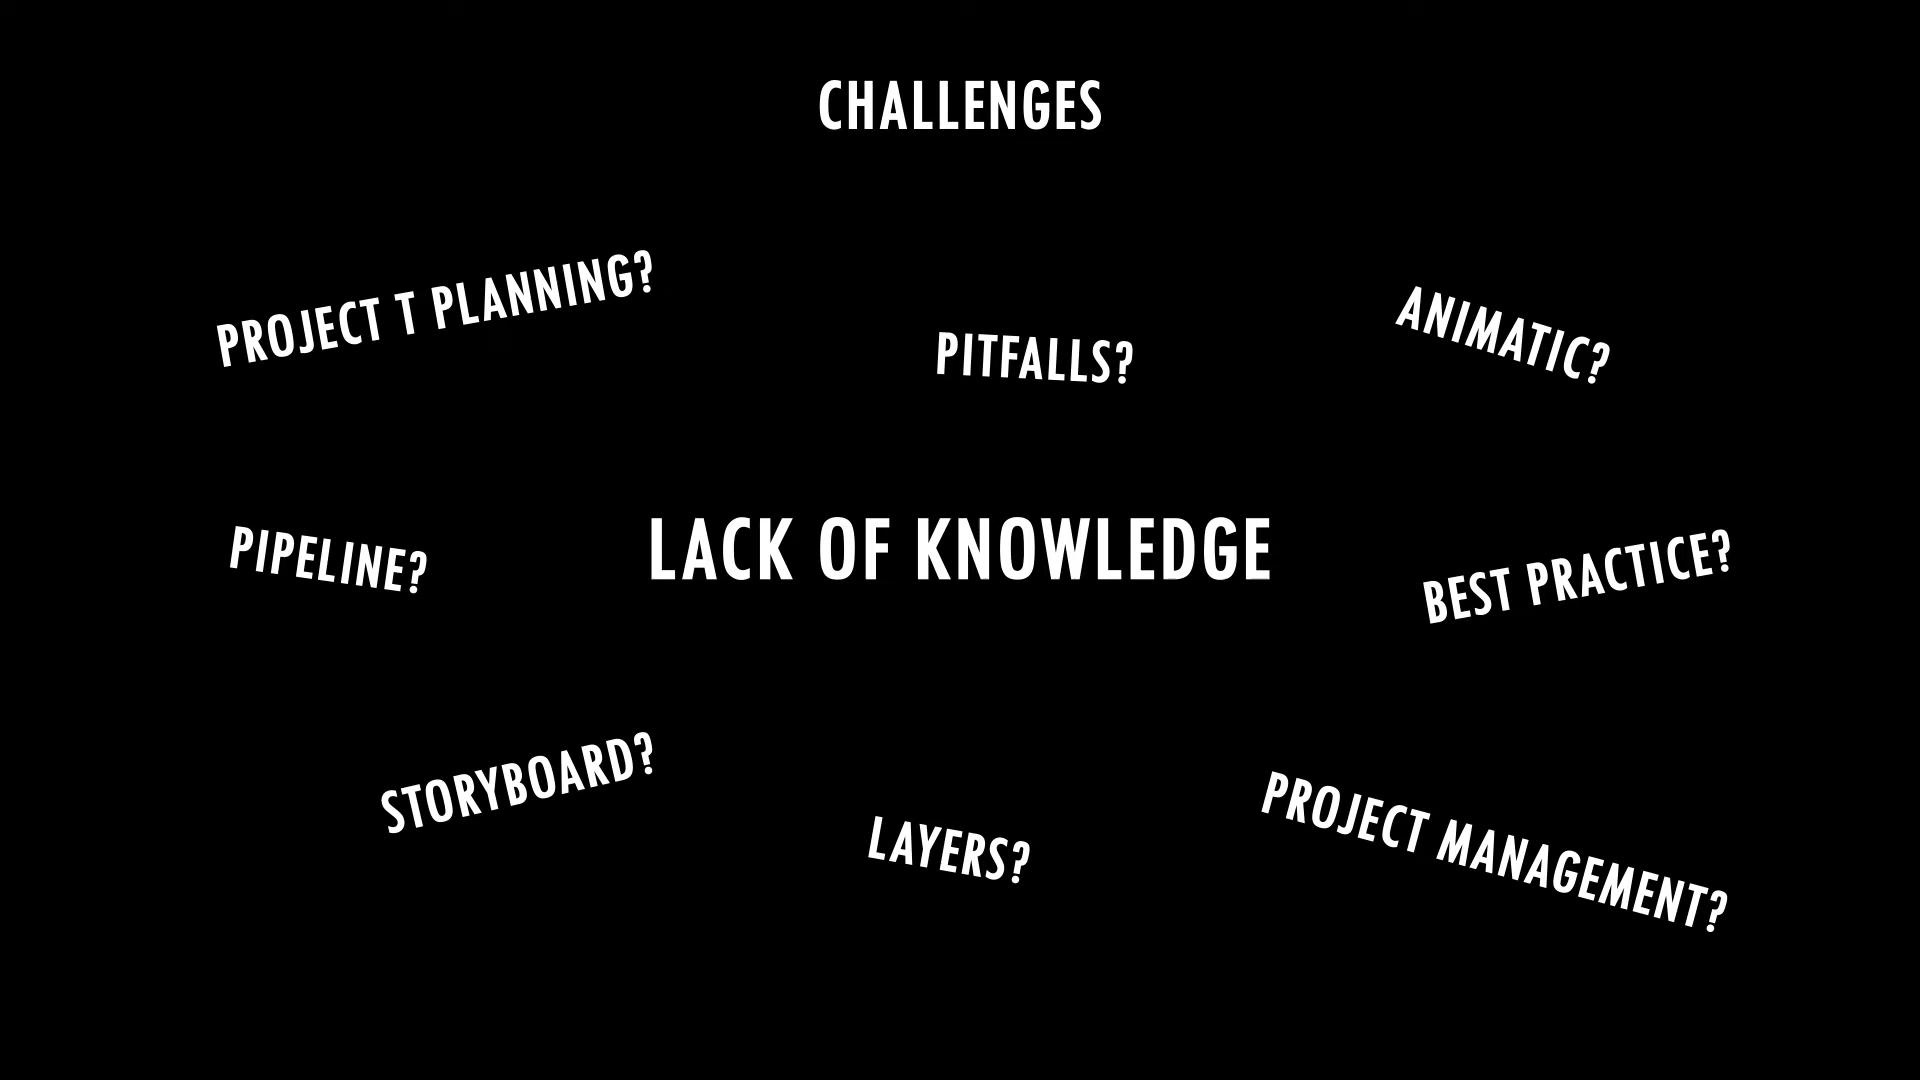 CHALLENGES
PROJECT T PLANNING?
PITFALLS?
ANIMATIC?
PIPELINE?
LACK OF KNOWLEDGE
BEST PRACTICE?
STORYBOARD?
LAYERS?
PROJECT MANAGEMENT?